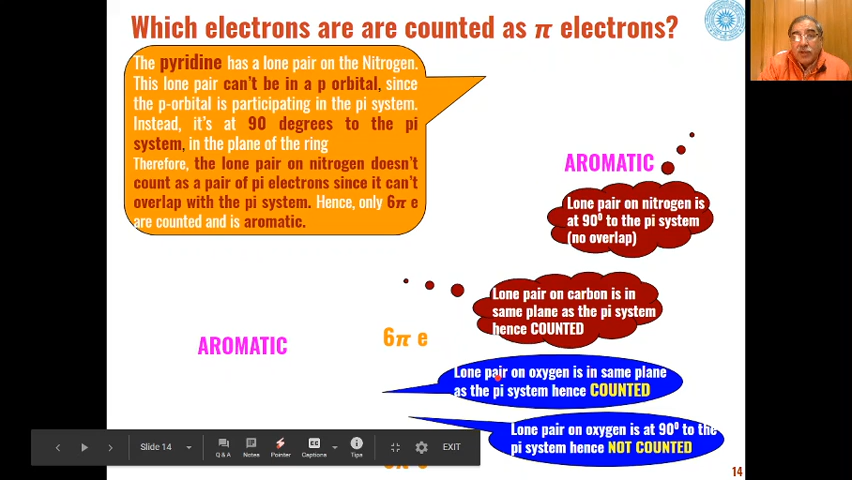 Which electrons are are counted as π electrons?
The pyridine has a lone pair on the Nitrogen.
This lone pair can't be in a p orbital, since
the p-orbital is participating in the pi system.
Instead, it's at 90 degrees to the pi
system, in the plane of the ring
Therefore, the lone pair on nitrogen doesn't
count as a pair of pi electrons since it can't
overlap with the pi system. Hence, only 6π e
are counted and is aromatic.
AROMATIC
Lone pair on nitrogen is
at 90⁰ to the pi system
(no overlap)
Lone pair on carbon is in
same plane as the pi system
hence COUNTED
6π e
AROMATIC
Lone pair on oxygen is in same plane
as the pi system hence COUNTED
Lone pair on oxygen is at 90⁰ to the
pi system hence NOT COUNTED
Slide 14
Q & A
Notes
Pointer
Captions
Tips
EXIT
14